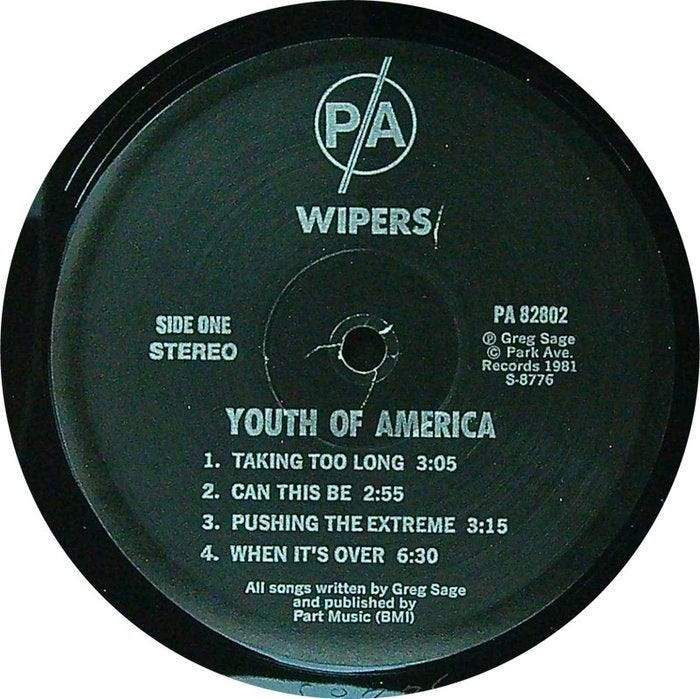 P/A
WIPERS
SIDE ONE
STEREO
PA 82802
Ⓟ Greg Sage
© Park Ave.
Records 1981
S-8776
YOUTH OF AMERICA
1. TAKING TOO LONG 3:05
2. CAN THIS BE 2:55
3. PUSHING THE EXTREME 3:15
4. WHEN IT'S OVER 6:30
All songs written by Greg Sage
and published by
Part Music (BMI)